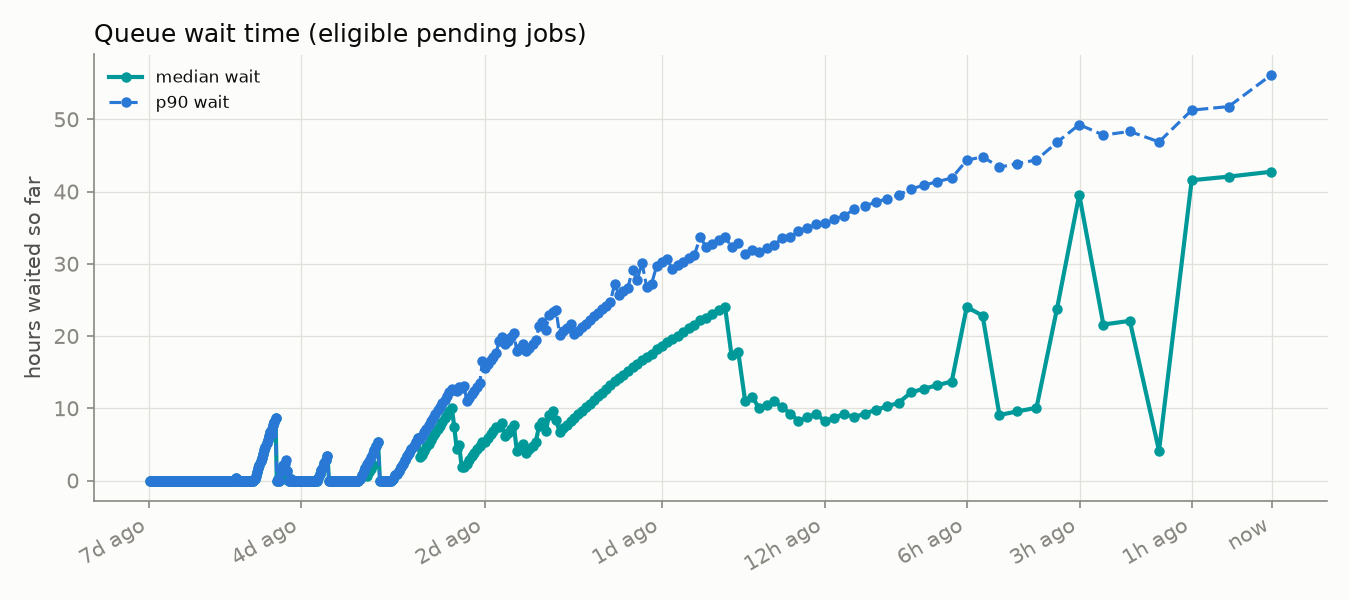 Queue wait time (eligible pending jobs)
median wait
p90 wait
hours waited so far
50
40
30
20
10
0
7d ago
4d ago
2d ago
1d ago
12h ago
6h ago
3h ago
1h ago
now